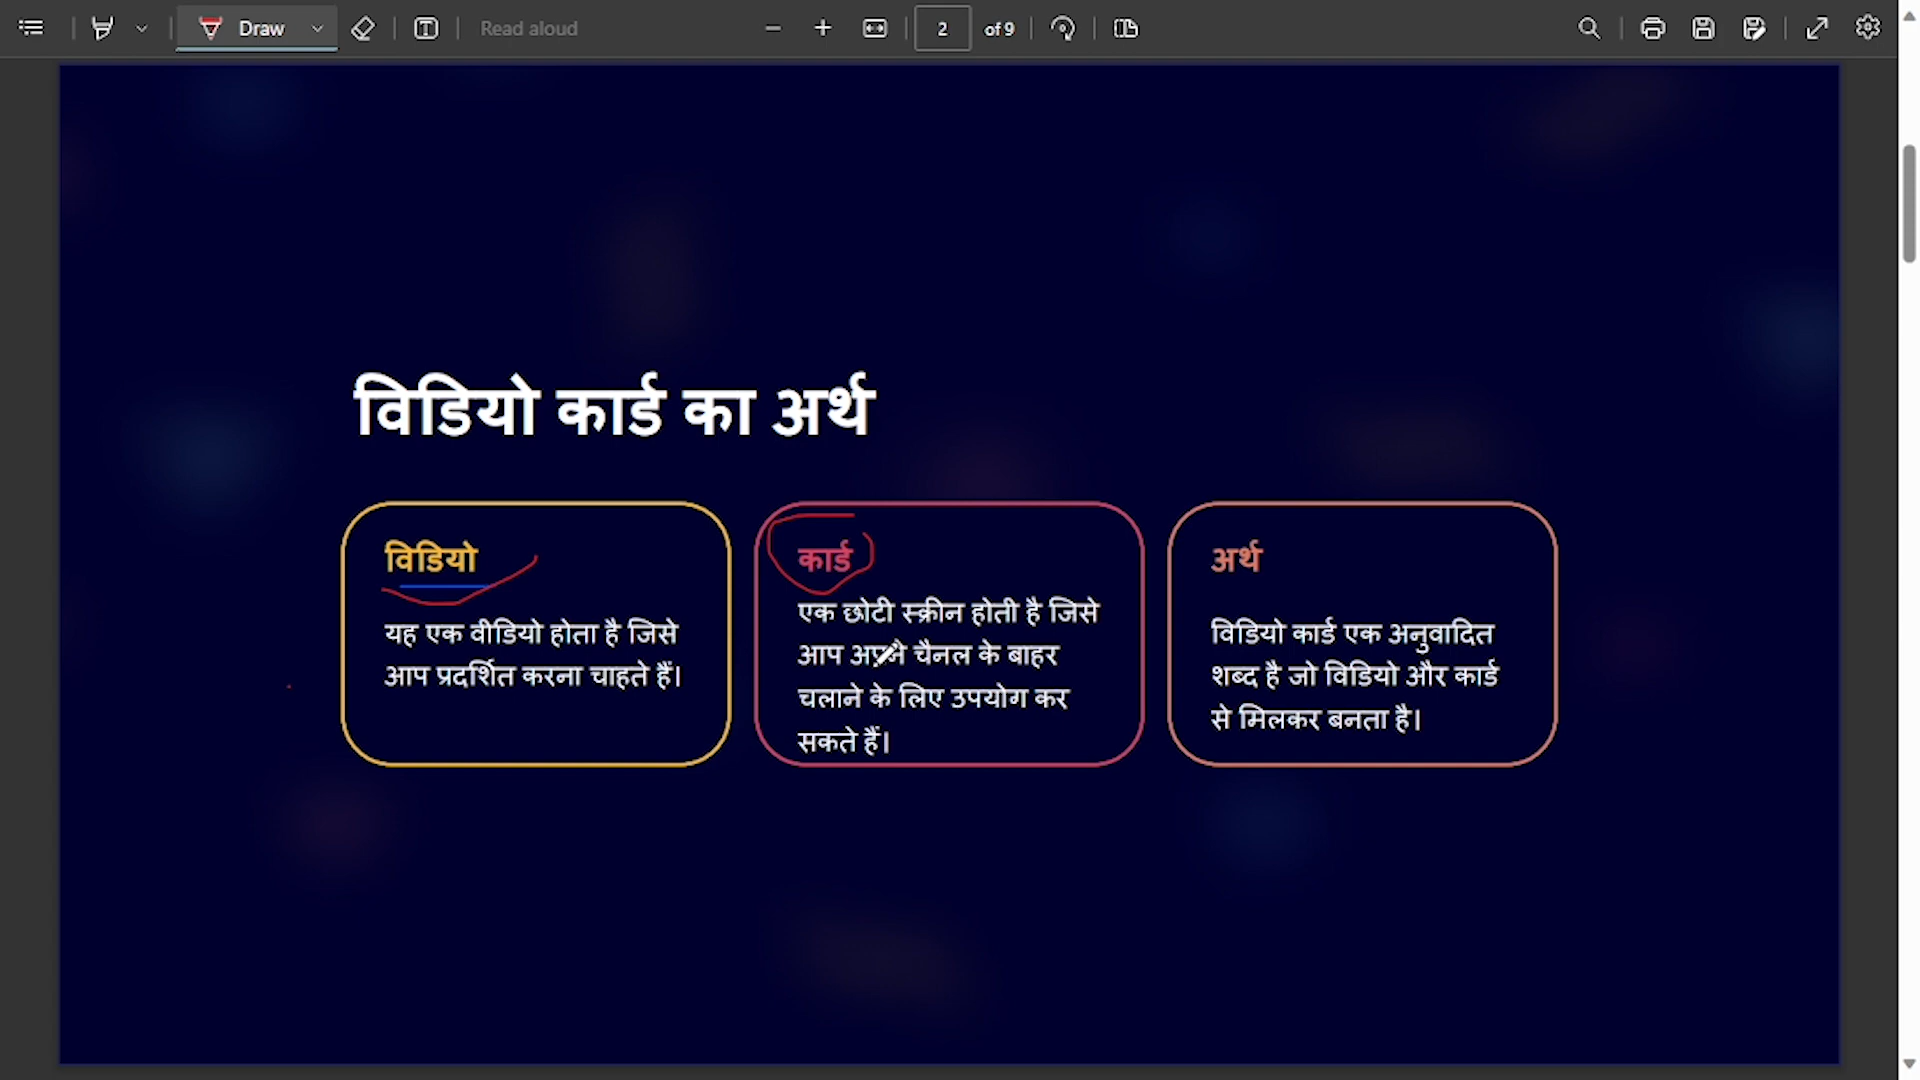 Draw
Read aloud
2 of 9
विडियो कार्ड का अर्थ
विडियो
यह एक वीडियो होता है जिसे
आप प्रदर्शित करना चाहते हैं।
कार्ड
एक छोटी स्क्रीन होती है जिसे
आप अपने चैनल के बाहर
चलाने के लिए उपयोग कर
सकते हैं।
अर्थ
विडियो कार्ड एक अनुवादित
शब्द है जो विडियो और कार्ड
से मिलकर बनता है।